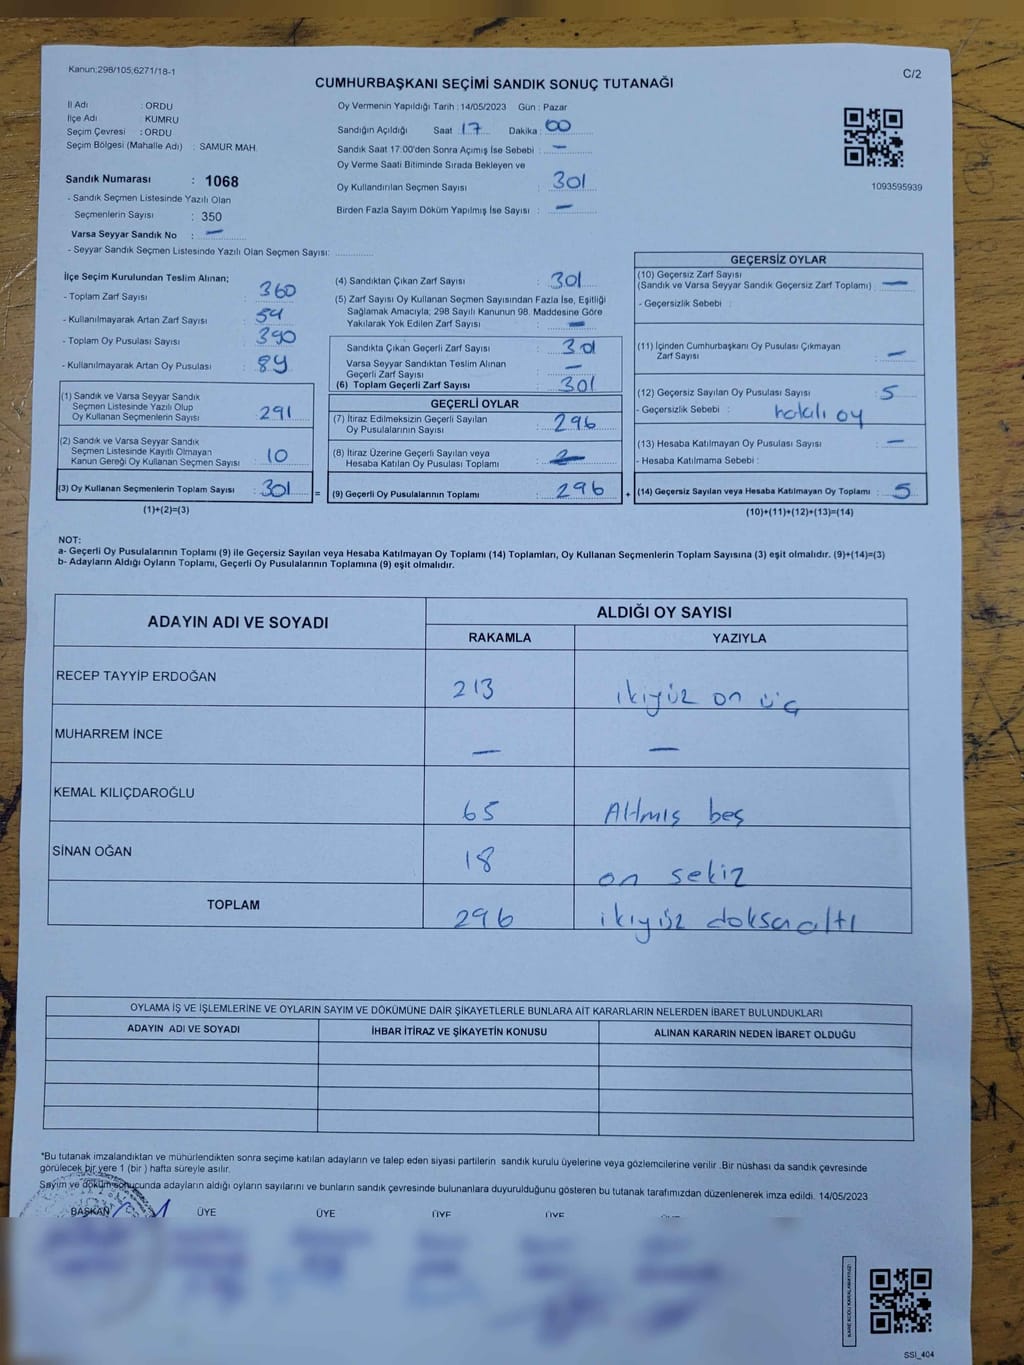 Kanun:298/105;6271/18-1
C/2
CUMHURBAŞKANI SEÇİMİ SANDIK SONUÇ TUTANAĞI
İl Adı : ORDU
İlçe Adı : KUMRU
Seçim Çevresi : ORDU
Seçim Bölgesi (Mahalle Adı) : SAMUR MAH.
Sandık Numarası : 1068
- Sandık Seçmen Listesinde Yazılı Olan
Seçmenlerin Sayısı : 350
Varsa Seyyar Sandık No : —
- Seyyar Sandık Seçmen Listesinde Yazılı Olan Seçmen Sayısı:
Oy Vermenin Yapıldığı Tarih : 14/05/2023 Gün : Pazar
Sandığın Açıldığı Saat : 17 Dakika : 00
Sandık Saat 17:00'den Sonra Açımış İse Sebebi : —
Oy Verme Saati Bitiminde Sırada Bekleyen ve
Oy Kullandırılan Seçmen Sayısı : 301
Birden Fazla Sayım Döküm Yapılmış İse Sayısı : —
1093595939
İlçe Seçim Kurulundan Teslim Alınan;
- Toplam Zarf Sayısı : 360
- Kullanılmayarak Artan Zarf Sayısı : 59
- Toplam Oy Pusulası Sayısı : 390
- Kullanılmayarak Artan Oy Pusulası : 89
(1) Sandık ve Varsa Seyyar Sandık
Seçmen Listesinde Yazılı Olup
Oy Kullanan Seçmenlerin Sayısı : 291
(2) Sandık ve Varsa Seyyar Sandık
Seçmen Listesinde Kayıtlı Olmayan
Kanun Gereği Oy Kullanan Seçmen Sayısı : 10
(3) Oy Kullanan Seçmenlerin Toplam Sayısı : 301 =
(1)+(2)=(3)
(4) Sandıktan Çıkan Zarf Sayısı : 301
(5) Zarf Sayısı Oy Kullanan Seçmen Sayısından Fazla İse, Eşitliği
Sağlamak Amacıyla; 298 Sayılı Kanunun 98. Maddesine Göre
Yakılarak Yok Edilen Zarf Sayısı : —
Sandıkta Çıkan Geçerli Zarf Sayısı : 301
Varsa Seyyar Sandıktan Teslim Alınan
Geçerli Zarf Sayısı : —
(6) Toplam Geçerli Zarf Sayısı : 301
GEÇERLİ OYLAR
(7) İtiraz Edilmeksizin Geçerli Sayılan
Oy Pusulalarının Sayısı : 296
(8) İtiraz Üzerine Geçerli Sayılan veya
Hesaba Katılan Oy Pusulası Toplamı :
(9) Geçerli Oy Pusulalarının Toplamı : 296 +
GEÇERSİZ OYLAR
(10) Geçersiz Zarf Sayısı
(Sandık ve Varsa Seyyar Sandık Geçersiz Zarf Toplamı) : —
- Geçersizlik Sebebi :
(11) İçinden Cumhurbaşkanı Oy Pusulası Çıkmayan
Zarf Sayısı : —
(12) Geçersiz Sayılan Oy Pusulası Sayısı : 5
- Geçersizlik Sebebi : hatalı oy
(13) Hesaba Katılmayan Oy Pusulası Sayısı : —
- Hesaba Katılmama Sebebi :
(14) Geçersiz Sayılan veya Hesaba Katılmayan Oy Toplamı : 5
(10)+(11)+(12)+(13)=(14)
NOT:
a- Geçerli Oy Pusulalarının Toplamı (9) ile Geçersiz Sayılan veya Hesaba Katılmayan Oy Toplamı (14) Toplamları, Oy Kullanan Seçmenlerin Toplam Sayısına (3) eşit olmalıdır. (9)+(14)=(3)
b- Adayların Aldığı Oyların Toplamı, Geçerli Oy Pusulalarının Toplamına (9) eşit olmalıdır.
ADAYIN ADI VE SOYADI
ALDIĞI OY SAYISI
RAKAMLA YAZIYLA
RECEP TAYYİP ERDOĞAN 213 ikiyüz on üç
MUHARREM İNCE — —
KEMAL KILIÇDAROĞLU 65 Altmış beş
SİNAN OĞAN 18 on sekiz
TOPLAM 296 ikiyüz doksaaltı
OYLAMA İŞ VE İŞLEMLERİNE VE OYLARIN SAYIM VE DÖKÜMÜNE DAİR ŞİKAYETLERLE BUNLARA AİT KARARLARIN NELERDEN İBARET BULUNDUKLARI
ADAYIN ADI VE SOYADI İHBAR İTİRAZ VE ŞİKAYETİN KONUSU ALINAN KARARIN NEDEN İBARET OLDUĞU
*Bu tutanak imzalandıktan ve mühürlendikten sonra seçime katılan adayların ve talep eden siyasi partilerin sandık kurulu üyelerine veya gözlemcilerine verilir .Bir nüshası da sandık çevresinde
görülecek bir yere 1 (bir ) hafta süreyle asılır.
Sayım ve döküm sonucunda adayların aldığı oyların sayılarını ve bunların sandık çevresinde bulunanlara duyurulduğunu gösteren bu tutanak tarafımızdan düzenlenerek imza edildi. 14/05/2023
BAŞKAN ÜYE ÜYE ÜYE ÜYE
KARE KODU KARALAMAYINIZ!
SSİ_404